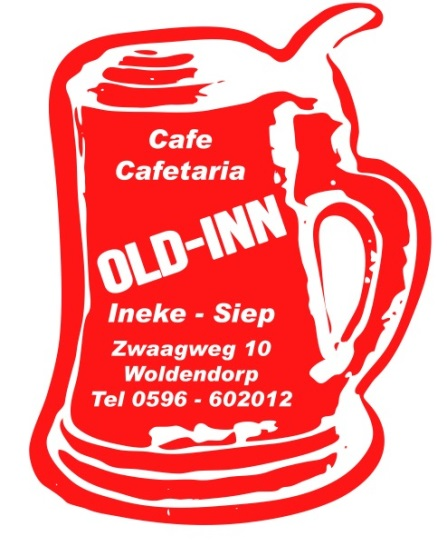 Cafe
Cafetaria
OLD-INN
Ineke - Siep
Zwaagweg 10
Woldendorp
Tel 0596 - 602012